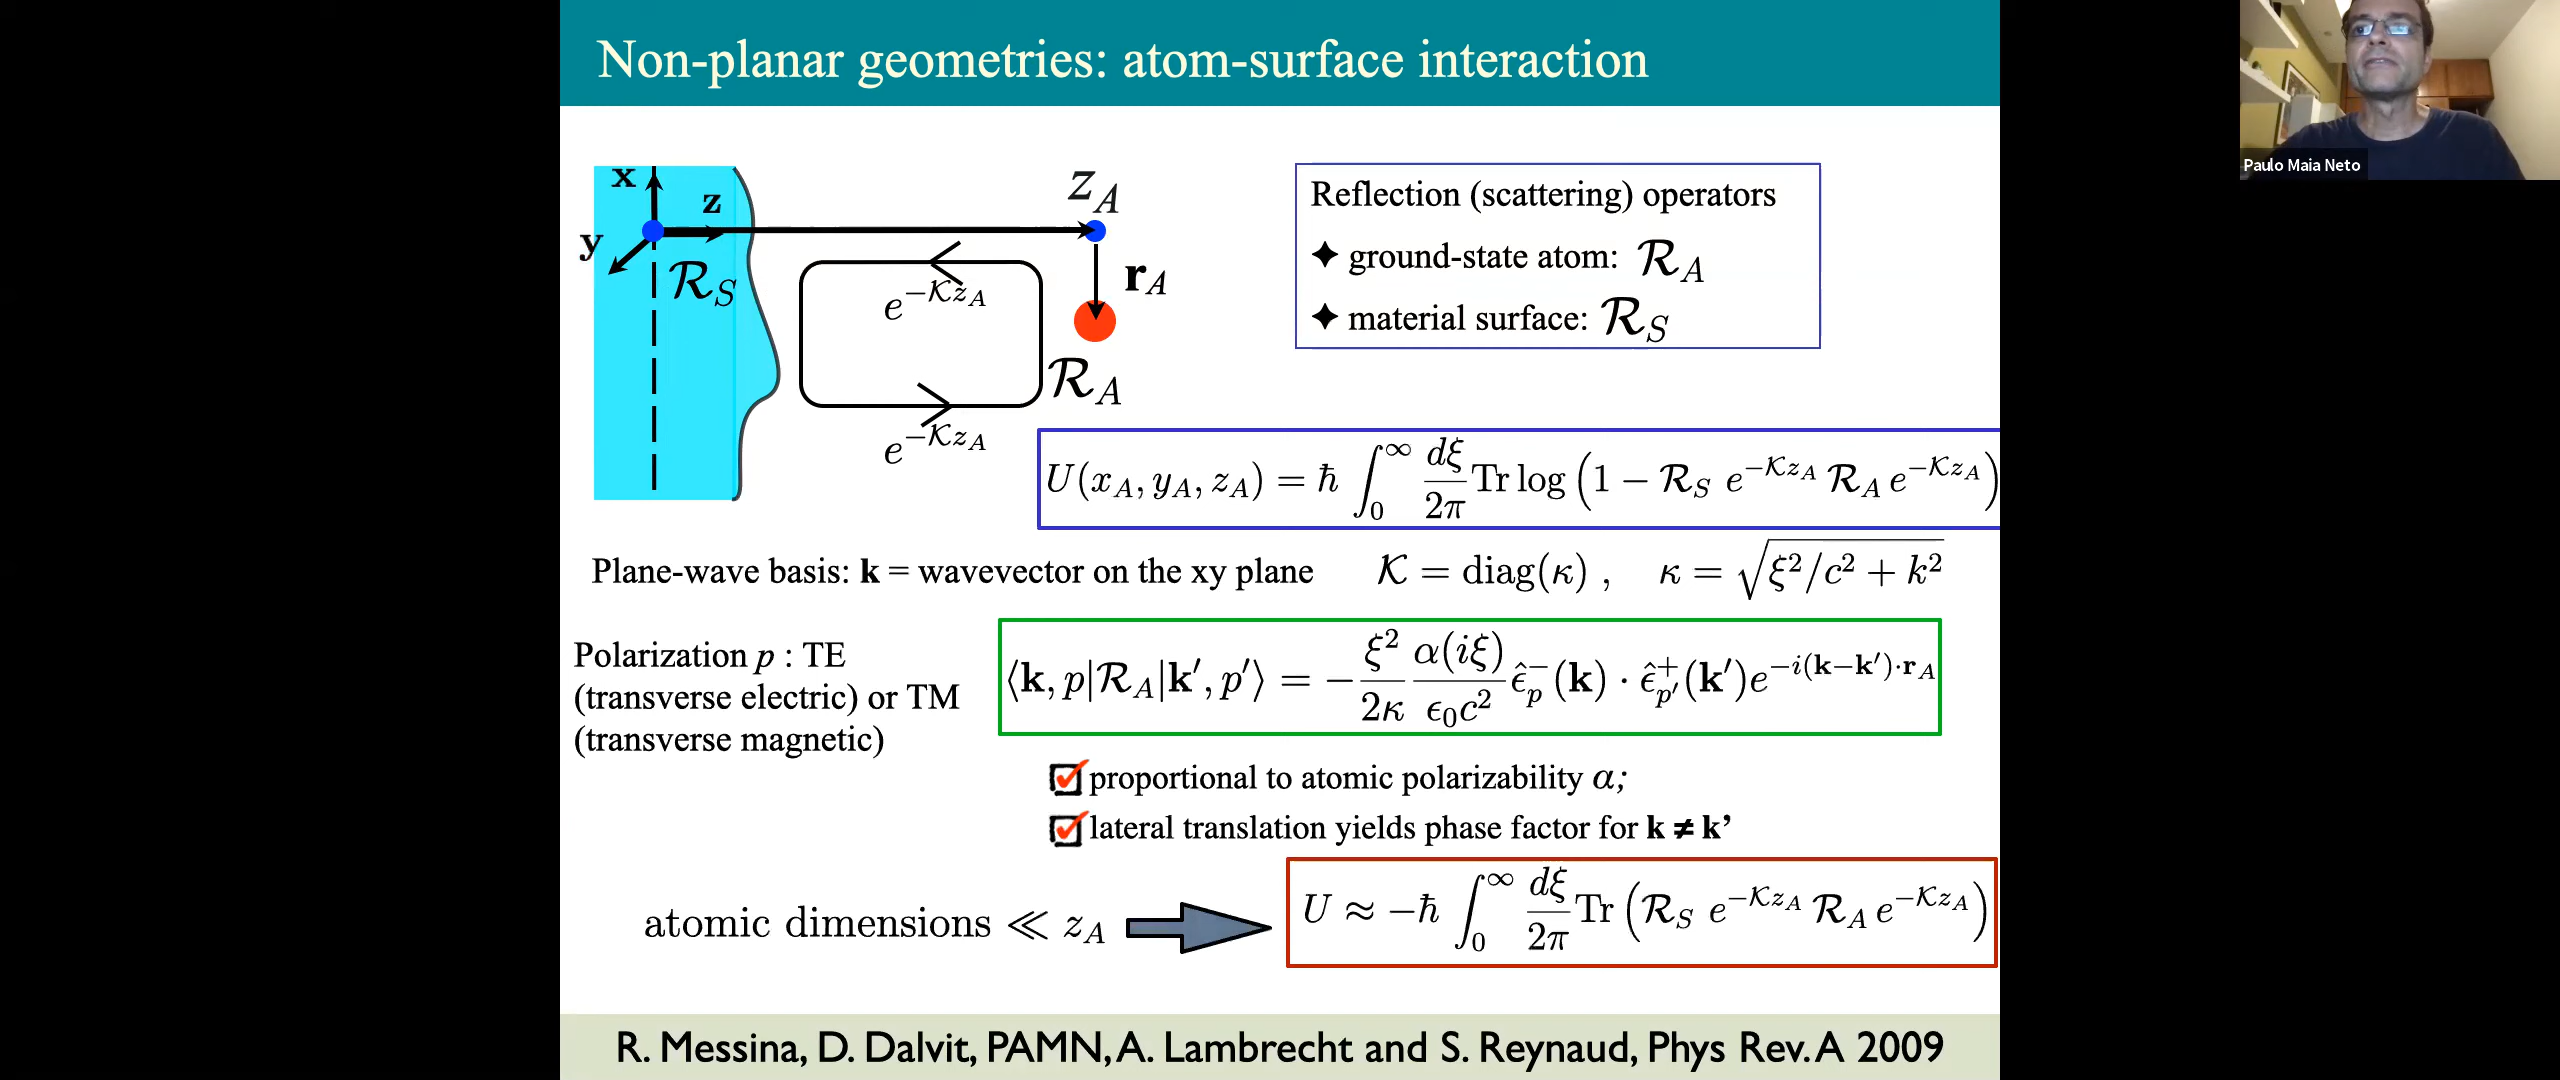 Non-planar geometries: atom-surface interaction
Paulo Maia Neto
x
z
y
ℛ_S
z_A
r_A
ℛ_A
e^{−𝒦z_A}
e^{−𝒦z_A}
Reflection (scattering) operators
✦ ground-state atom: ℛ_A
✦ material surface: ℛ_S
U(x_A, y_A, z_A) = ℏ ∫_0^∞ dξ/2π Tr log (1 − ℛ_S e^{−𝒦z_A} ℛ_A e^{−𝒦z_A})
Plane-wave basis: k = wavevector on the xy plane 𝒦 = diag(κ) , κ = √(ξ²/c² + k²)
Polarization p : TE
(transverse electric) or TM
(transverse magnetic)
⟨k, p|ℛ_A|k′, p′⟩ = − ξ²/2κ α(iξ)/ϵ₀c² ϵ̂_p^−(k) · ϵ̂_{p′}^+(k′)e^{−i(k−k′)·r_A}
proportional to atomic polarizability α;
lateral translation yields phase factor for k ≠ k’
atomic dimensions ≪ z_A
U ≈ −ℏ ∫_0^∞ dξ/2π Tr (ℛ_S e^{−𝒦z_A} ℛ_A e^{−𝒦z_A})
R. Messina, D. Dalvit, PAMN, A. Lambrecht and S. Reynaud, Phys Rev. A 2009